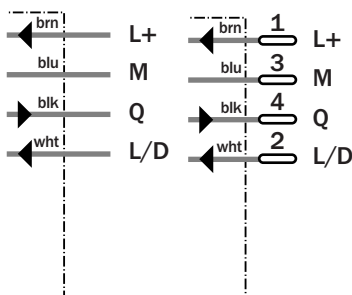 brn L+
blu M
blk Q
wht L/D
brn 1 L+
blu 3 M
blk 4 Q
wht 2 L/D